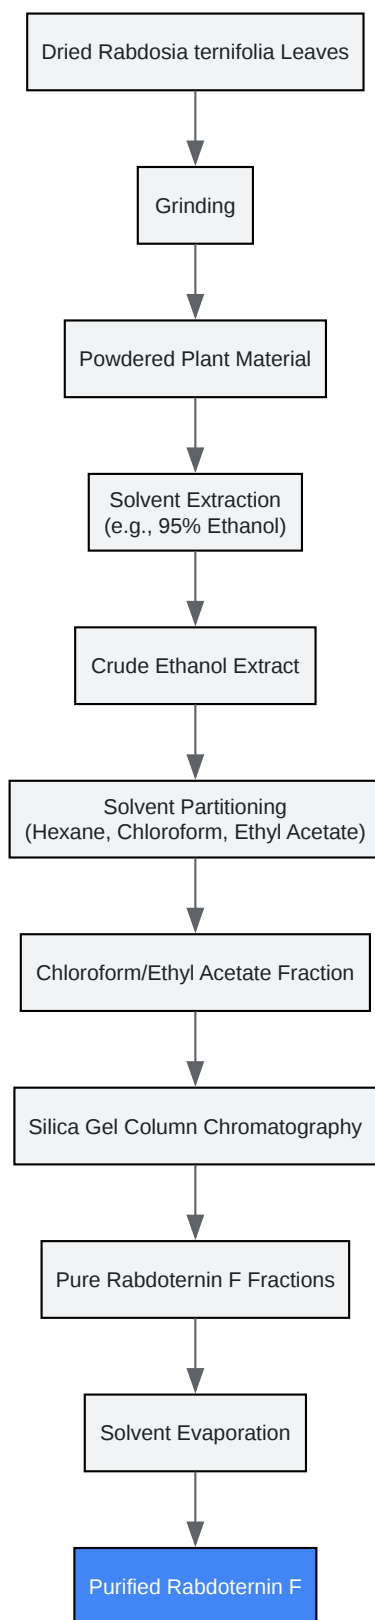 Dried Rabdosia ternifolia Leaves
Grinding
Powdered Plant Material
Solvent Extraction
(e.g., 95% Ethanol)
Crude Ethanol Extract
Solvent Partitioning
(Hexane, Chloroform, Ethyl Acetate)
Chloroform/Ethyl Acetate Fraction
Silica Gel Column Chromatography
Pure Rabdoternin F Fractions
Solvent Evaporation
Purified Rabdoternin F